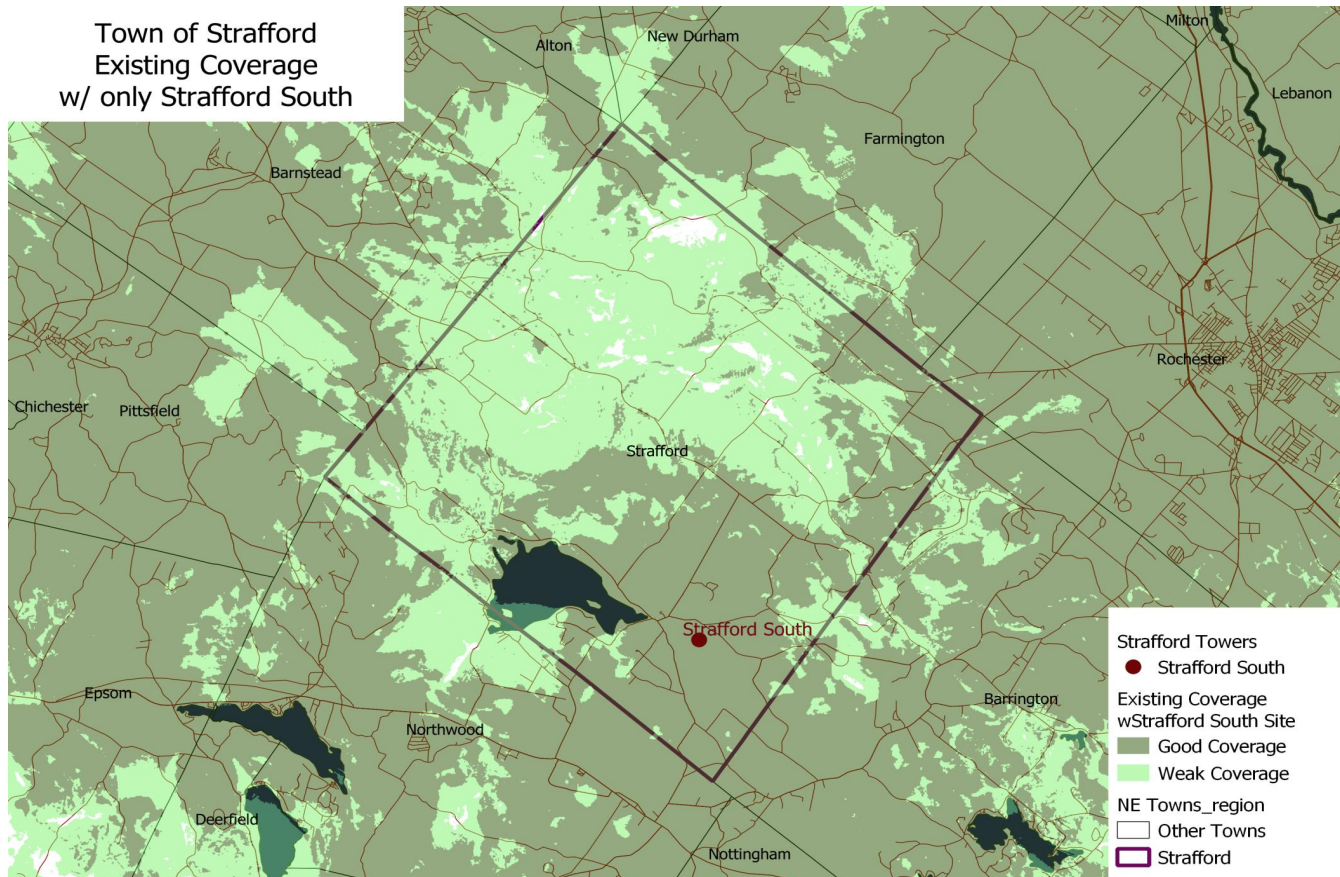 Town of Strafford
Existing Coverage
w/ only Strafford South
Alton
New Durham
Milton
Lebanon
Farmington
Barnstead
Rochester
Chichester
Pittsfield
Strafford
Strafford South
Epsom
Northwood
Barrington
Deerfield
Nottingham
Strafford Towers
Strafford South
Existing Coverage
wStrafford South Site
Good Coverage
Weak Coverage
NE Towns_region
Other Towns
Strafford